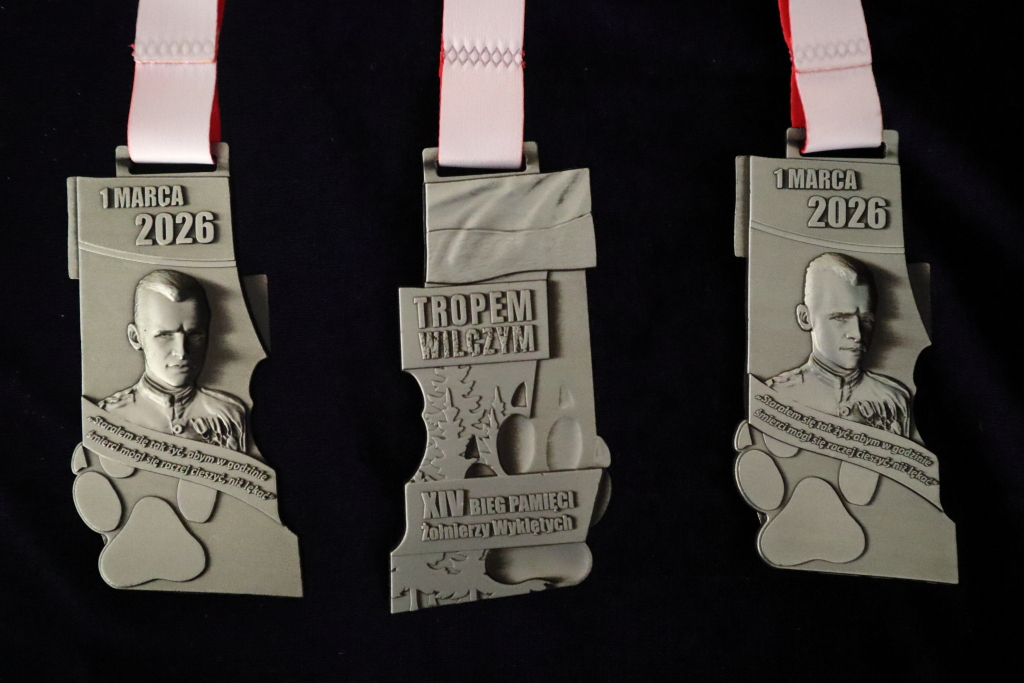 1 MARCA
2026
„Starałem się tak żyć, abym w godzinie
śmierci mógł się raczej cieszyć, niż lękać”
TROPEM
WILCZYM
XIV BIEG PAMIĘCI
Żołnierzy Wyklętych
1 MARCA
2026
„Starałem się tak żyć, abym w godzinie
śmierci mógł się raczej cieszyć, niż lękać”